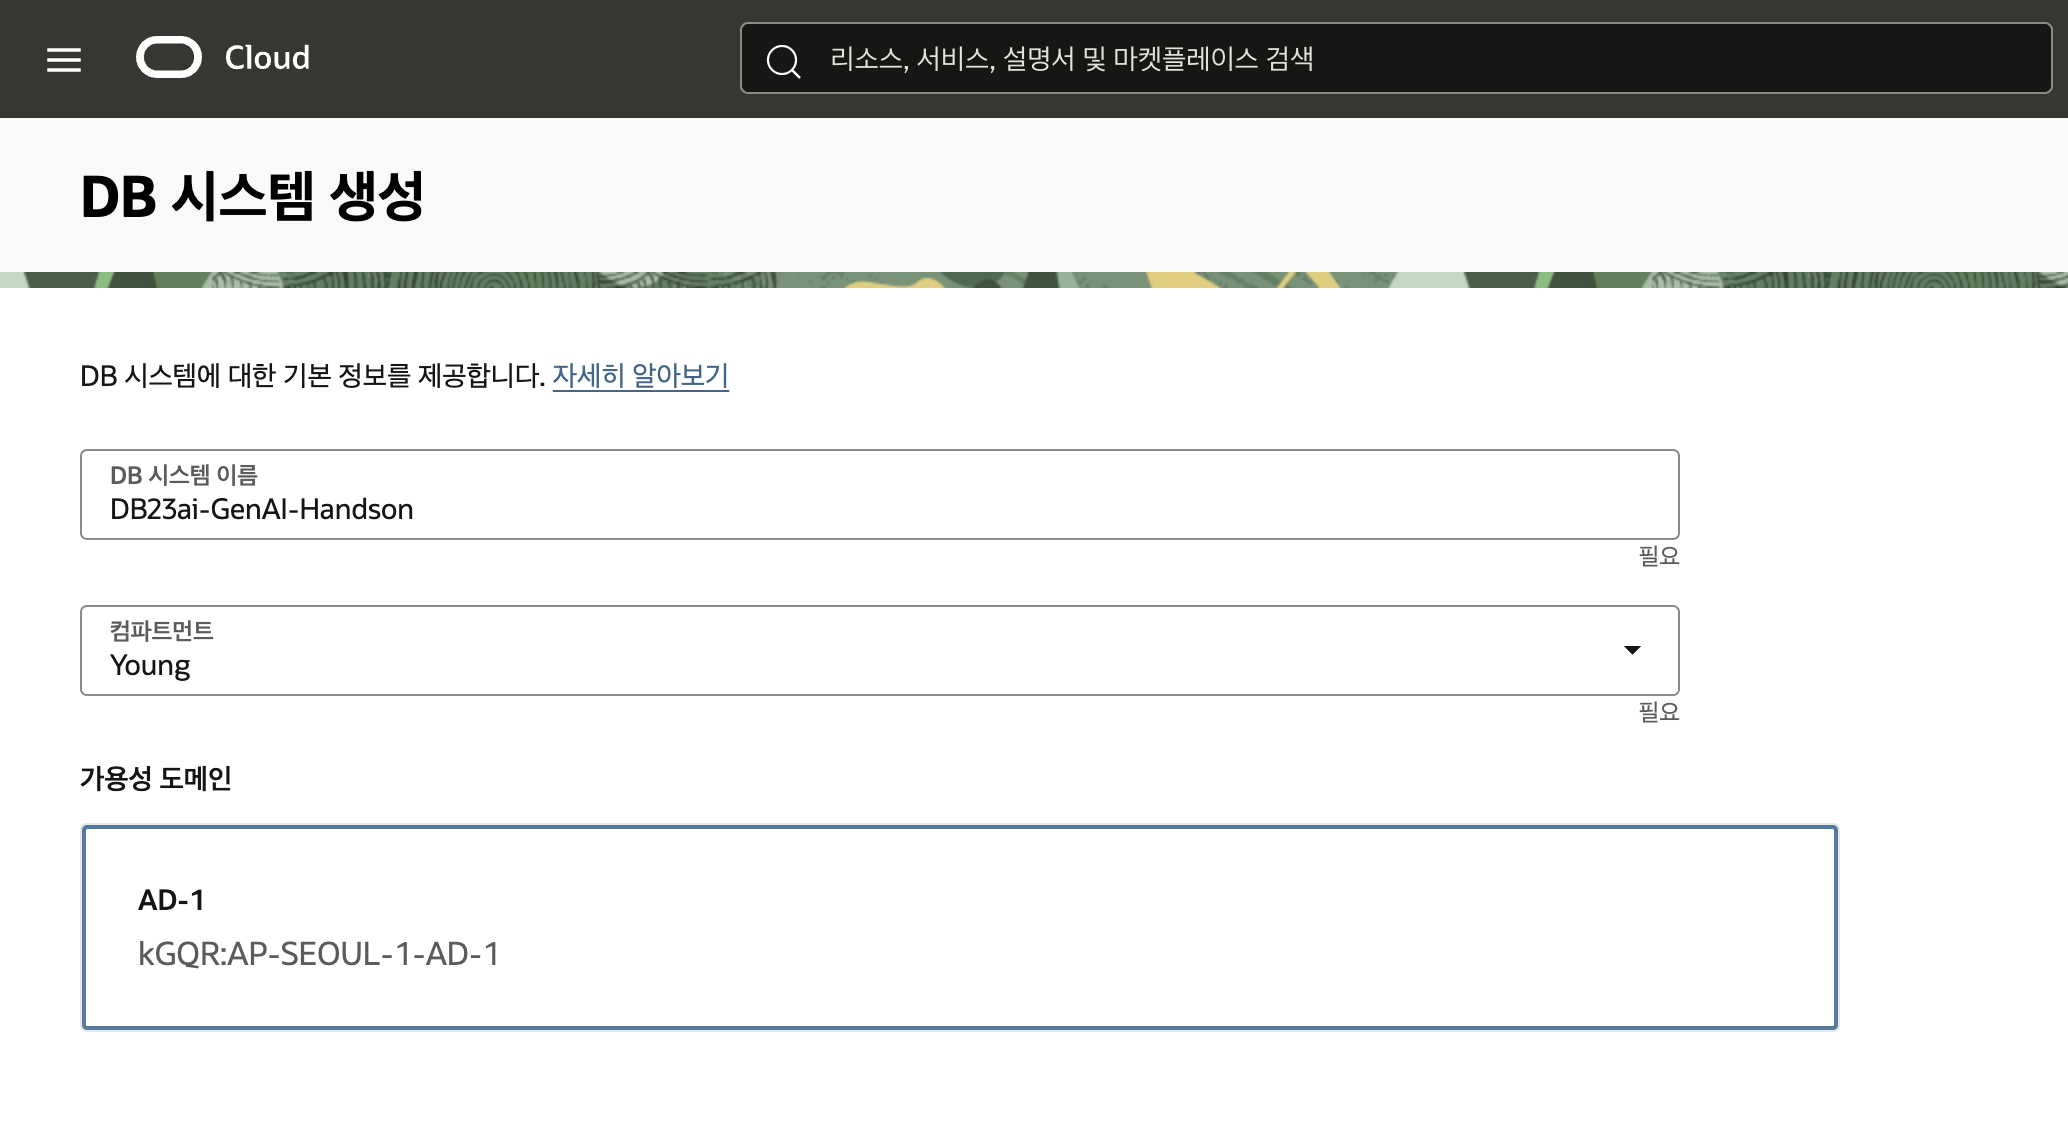 Cloud
리소스, 서비스, 설명서 및 마켓플레이스 검색
DB 시스템 생성
DB 시스템에 대한 기본 정보를 제공합니다. 자세히 알아보기
DB 시스템 이름
DB23ai-GenAI-Handson
필요
컴파트먼트
Young
필요
가용성 도메인
AD-1
kGQR:AP-SEOUL-1-AD-1